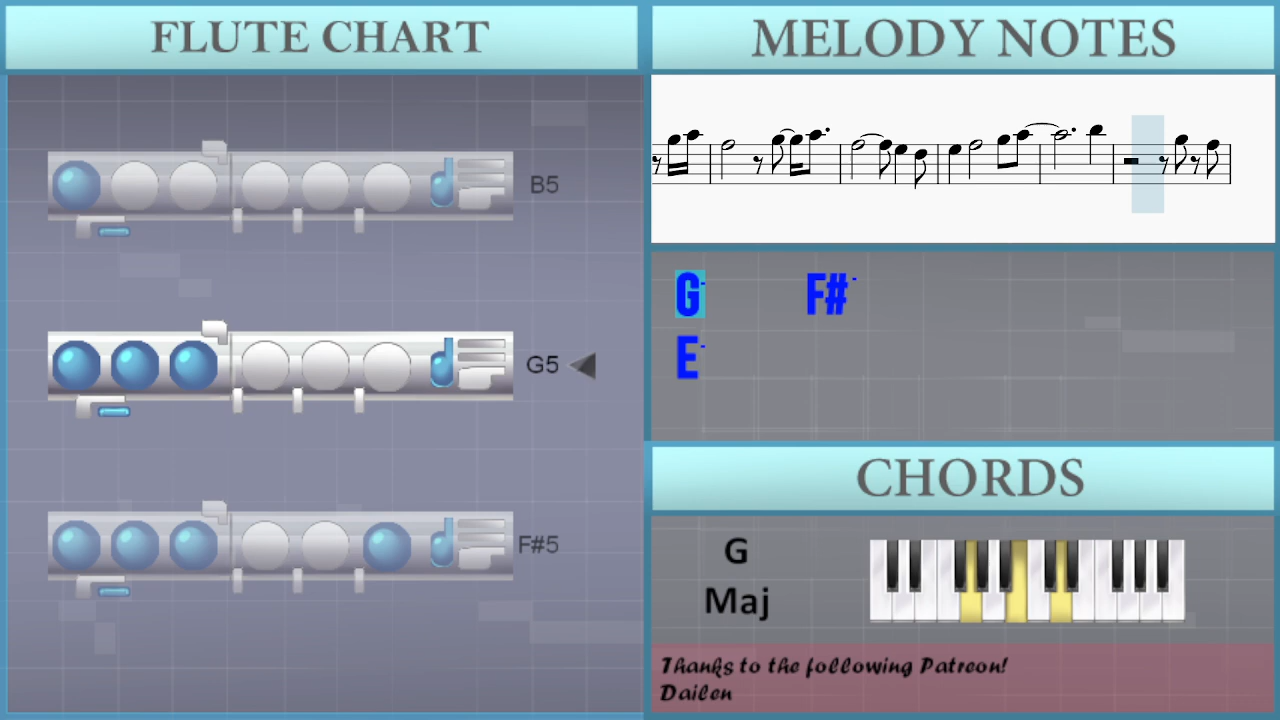 FLUTE CHART
B5
G5
F#5
MELODY NOTES
G- F#-
E-
CHORDS
G
Maj
Thanks to the following Patreon!
Dailen